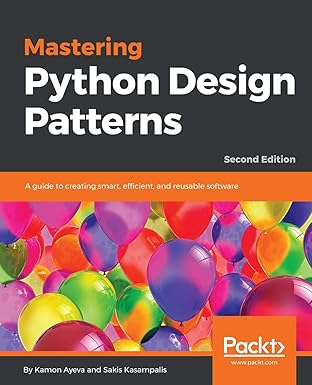 Mastering
Python Design
Patterns
Second Edition
A guide to creating smart, efficient, and reusable software
By Kamon Ayeva and Sakis Kasampalis
Packt>
www.packt.com